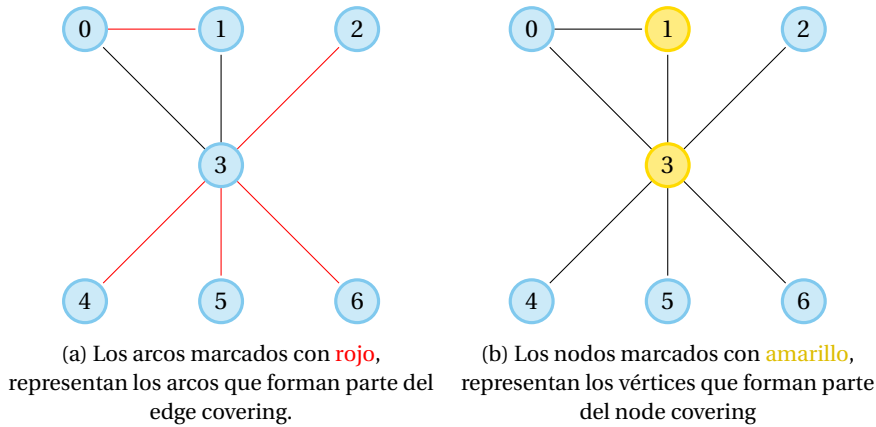 0 1 2
3
4 5 6
(a) Los arcos marcados con rojo,
representan los arcos que forman parte del
edge covering.
0 1 2
3
4 5 6
(b) Los nodos marcados con amarillo,
representan los vértices que forman parte
del node covering